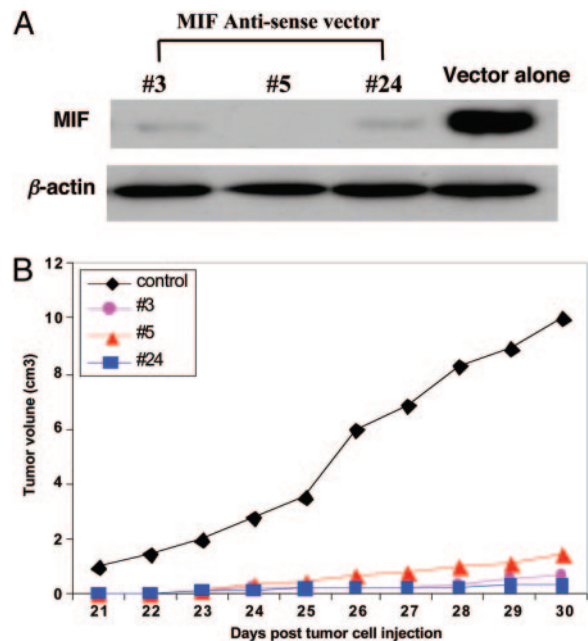 A
MIF Anti-sense vector
#3 #5 #24 Vector alone
MIF
β-actin
B
12
10
8
6
4
2
0
Tumor volume (cm3)
control
#3
#5
#24
21 22 23 24 25 26 27 28 29 30
Days post tumor cell injection